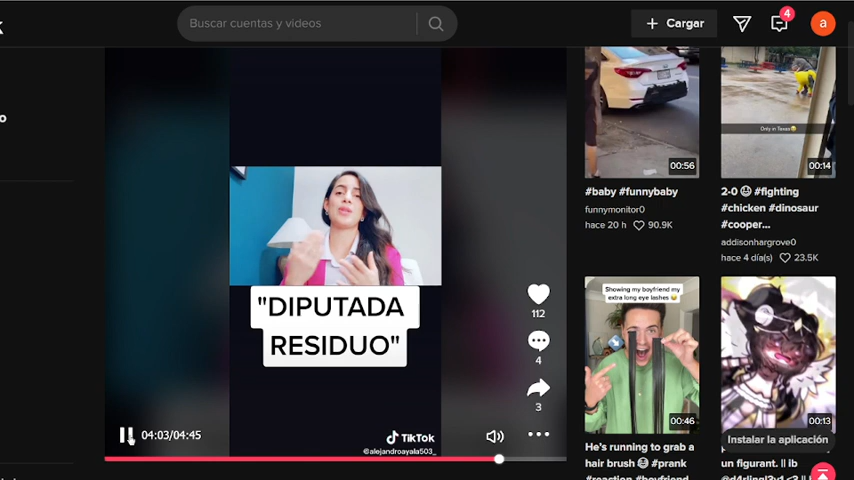 Buscar cuentas y videos
Cargar
4
a
"DIPUTADA
RESIDUO"
112
4
3
04:03/04:45
TikTok
@alejandroayala503_
00:56
#baby #funnybaby
funnymonitor0
hace 20 h 90.9K
Only in Texas
00:14
2-0 😃 #fighting
#chicken #dinosaur
#cooper...
addisonhargrove0
hace 4 día(s) 23.5K
Showing my boyfriend my
extra long eye lashes
00:46
He's running to grab a
hair brush 😂 #prank
#reaction #boyfriend
00:13
Instalar la aplicación
un figurant. || ib